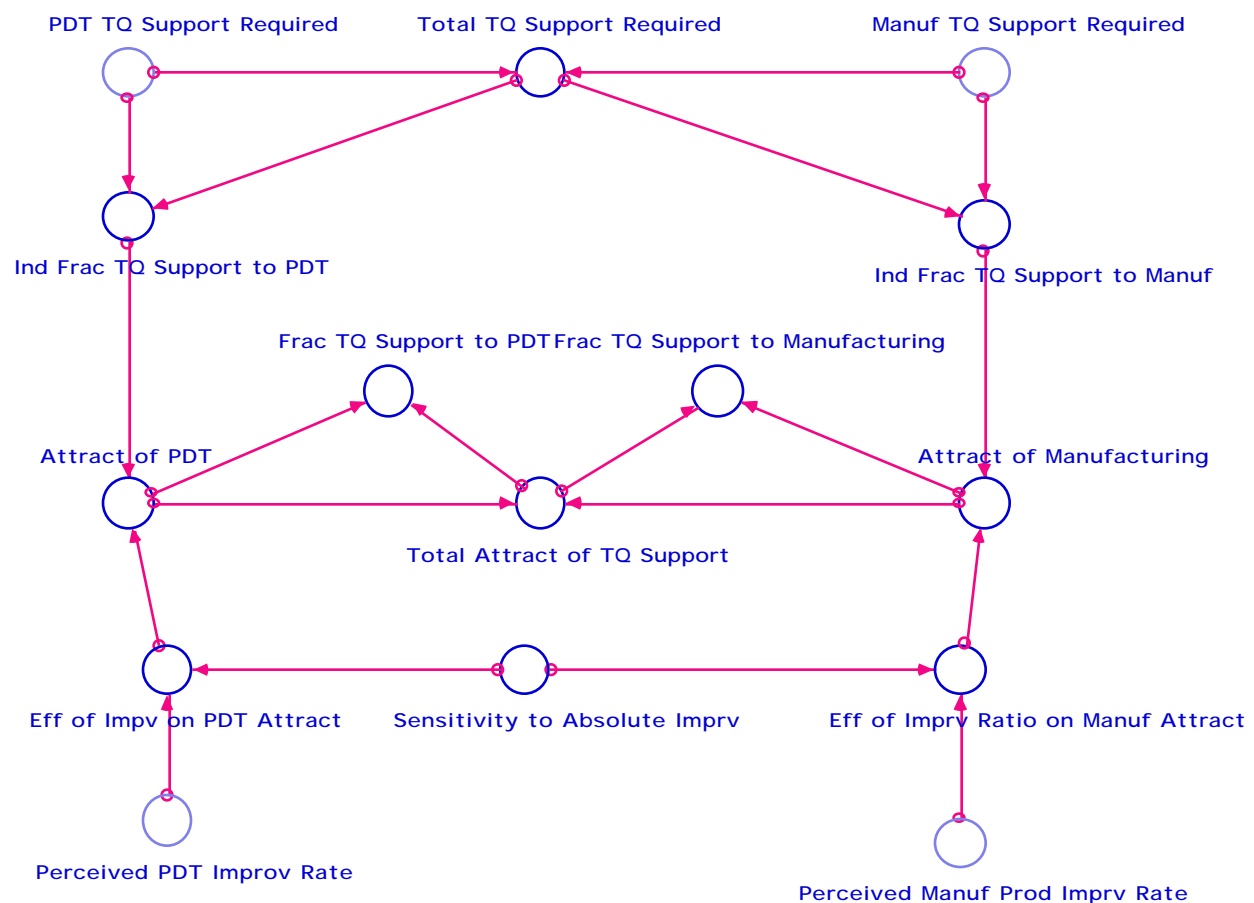 PDT TQ Support Required
Total TQ Support Required
Manuf TQ Support Required
Ind Frac TQ Support to PDT
Ind Frac TQ Support to Manuf
Frac TQ Support to PDT
Frac TQ Support to Manufacturing
Attract of PDT
Attract of Manufacturing
Total Attract of TQ Support
Eff of Impv on PDT Attract
Sensitivity to Absolute Imprv
Eff of Imprv Ratio on Manuf Attract
Perceived PDT Improv Rate
Perceived Manuf Prod Imprv Rate